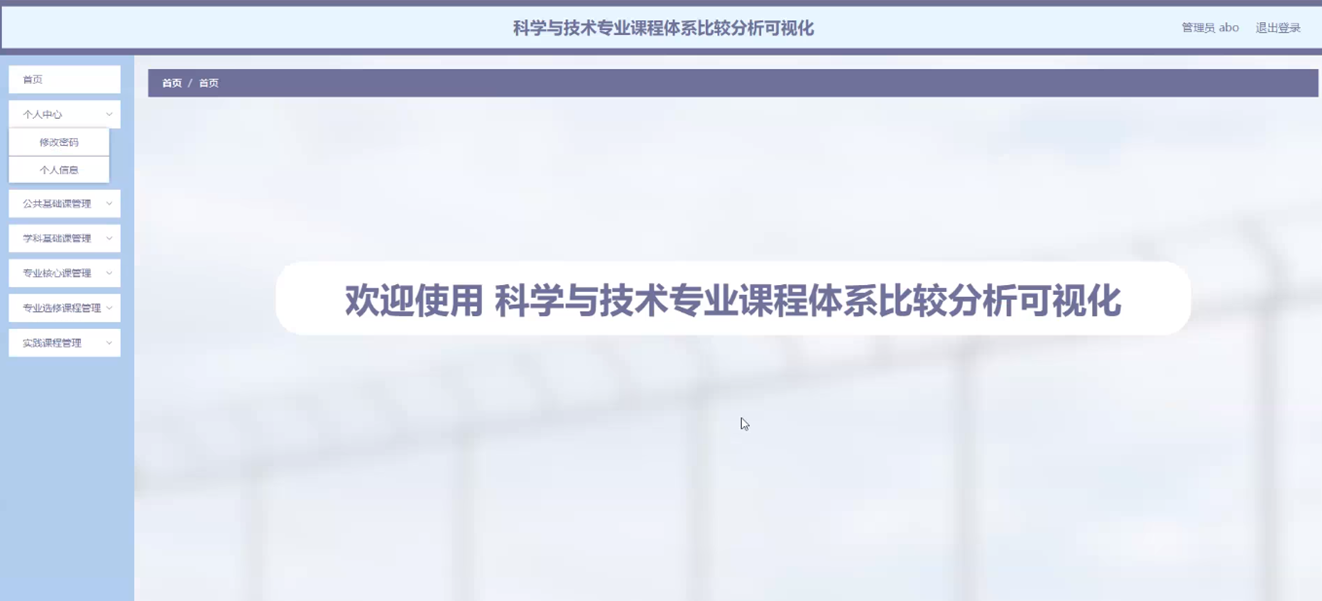 科学与技术专业课程体系比较分析可视化
管理员 abo 退出登录
首页
个人中心
修改密码
个人信息
公共基础课管理
学科基础课管理
专业核心课管理
专业选修课程管理
实践课程管理
首页 / 首页
欢迎使用 科学与技术专业课程体系比较分析可视化